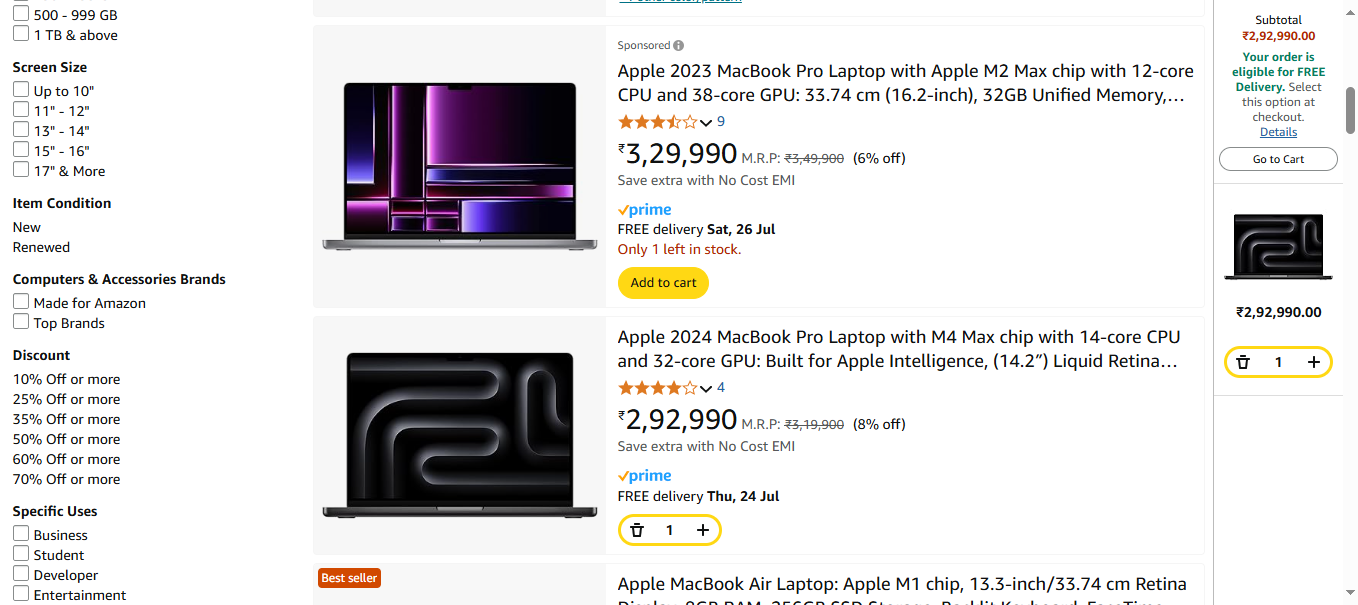 500 - 999 GB
1 TB & above
Screen Size
Up to 10"
11" - 12"
13" - 14"
15" - 16"
17" & More
Item Condition
New
Renewed
Computers & Accessories Brands
Made for Amazon
Top Brands
Discount
10% Off or more
25% Off or more
35% Off or more
50% Off or more
60% Off or more
70% Off or more
Specific Uses
Business
Student
Developer
Entertainment
Sponsored
Apple 2023 MacBook Pro Laptop with Apple M2 Max chip with 12-core
CPU and 38-core GPU: 33.74 cm (16.2-inch), 32GB Unified Memory,…
9
₹3,29,990 M.R.P: ₹3,49,900 (6% off)
Save extra with No Cost EMI
prime
FREE delivery Sat, 26 Jul
Only 1 left in stock.
Add to cart
Apple 2024 MacBook Pro Laptop with M4 Max chip with 14-core CPU
and 32-core GPU: Built for Apple Intelligence, (14.2”) Liquid Retina…
4
₹2,92,990 M.R.P: ₹3,19,900 (8% off)
Save extra with No Cost EMI
prime
FREE delivery Thu, 24 Jul
1
Best seller
Apple MacBook Air Laptop: Apple M1 chip, 13.3-inch/33.74 cm Retina
Subtotal
₹2,92,990.00
Your order is
eligible for FREE
Delivery. Select
this option at
checkout.
Details
Go to Cart
₹2,92,990.00
1